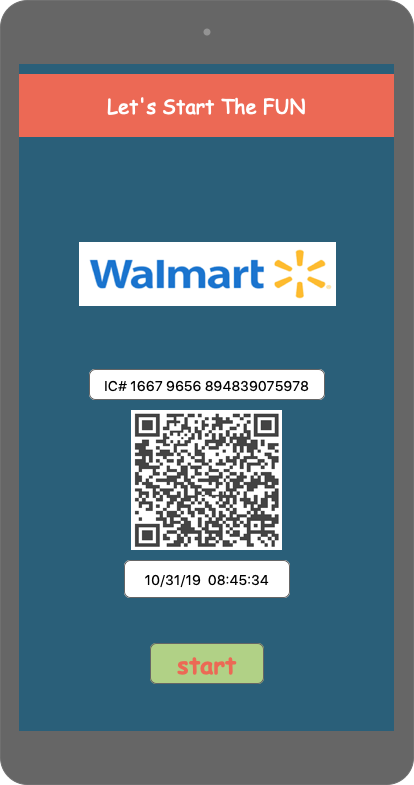 Let's Start The FUN
Walmart
IC# 1667 9656 894839075978
10/31/19 08:45:34
start